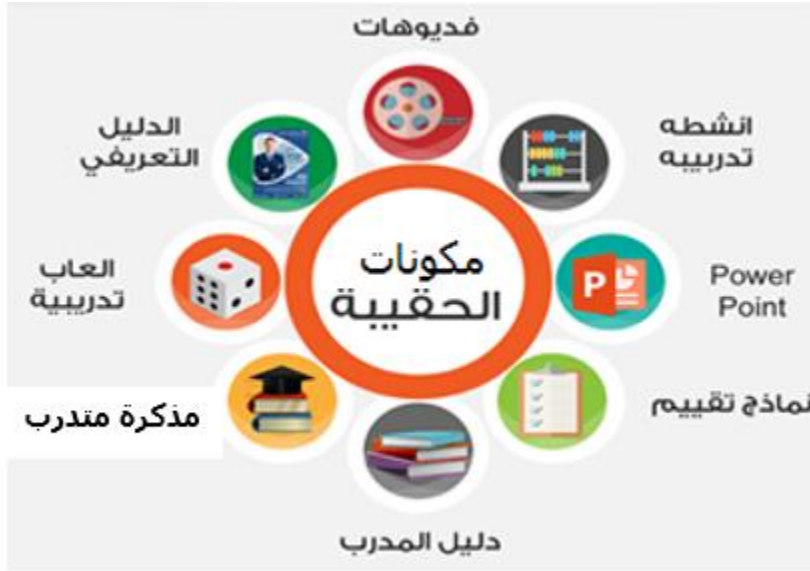 فديوهات
انشطه
تدريبيه
الدليل
التعريفي
مكونات
الحقيبة
العاب
تدريبية
Power
Point
P
نماذج تقييم
مذكرة متدرب
دليل المدرب